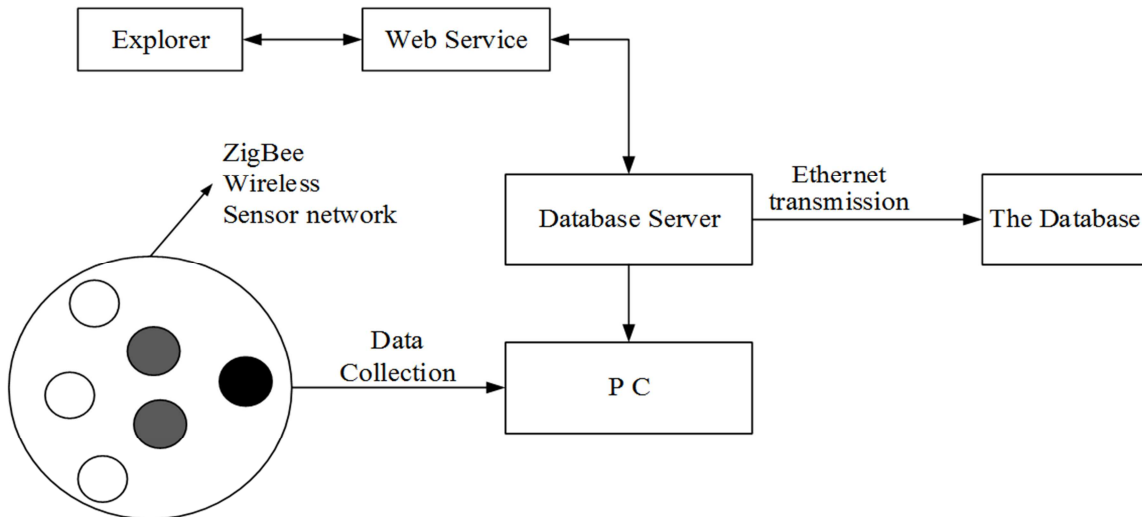 Explorer
Web Service
ZigBee
Wireless
Sensor network
Database Server
Ethernet
transmission
The Database
Data
Collection
P C